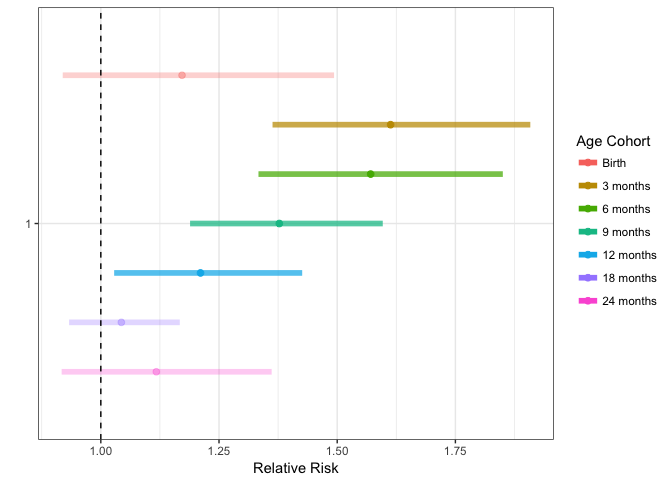 1
1.00 1.25 1.50 1.75
Relative Risk
Age Cohort
Birth
3 months
6 months
9 months
12 months
18 months
24 months